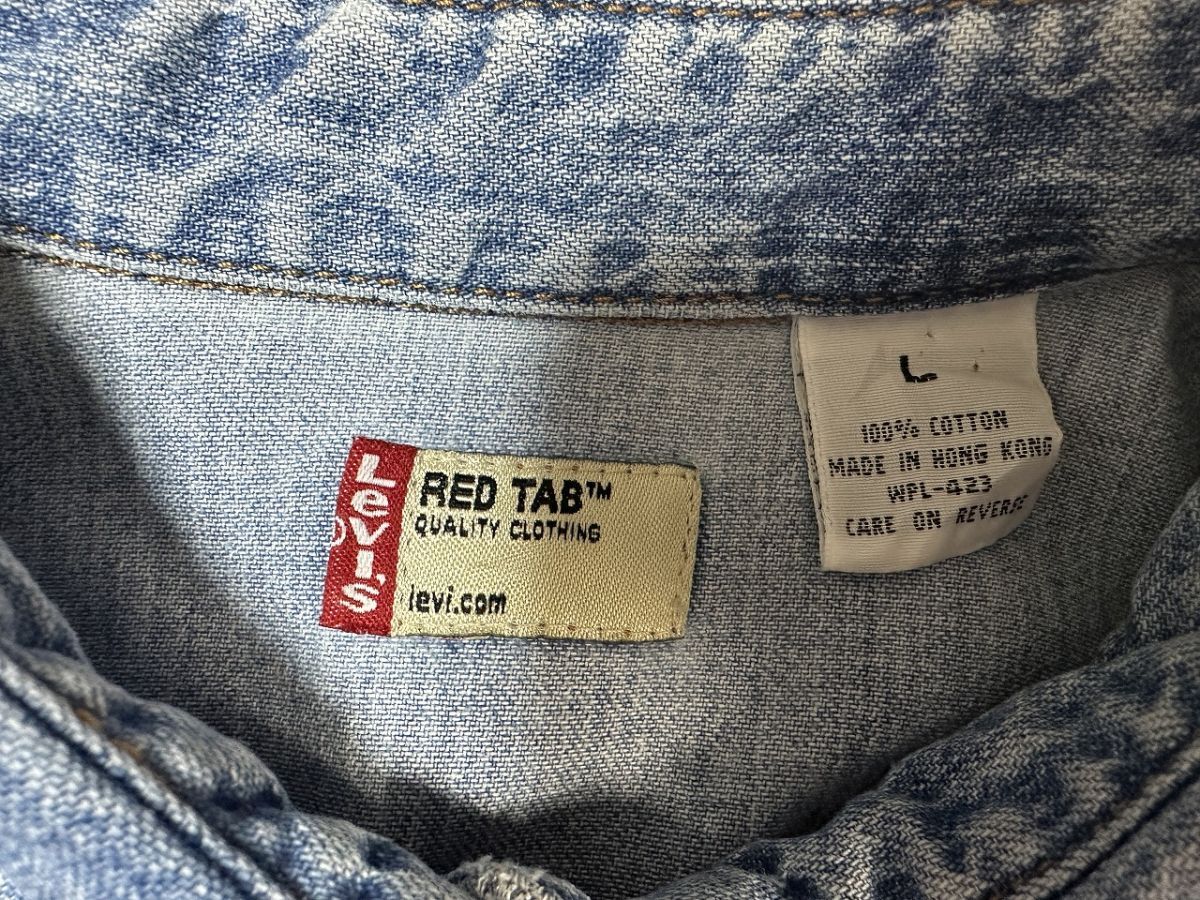 Levi's
®
RED TAB™
QUALITY CLOTHING
levi.com
L
100% COTTON
MADE IN HONG KONG
WPL-423
CARE ON REVERSE